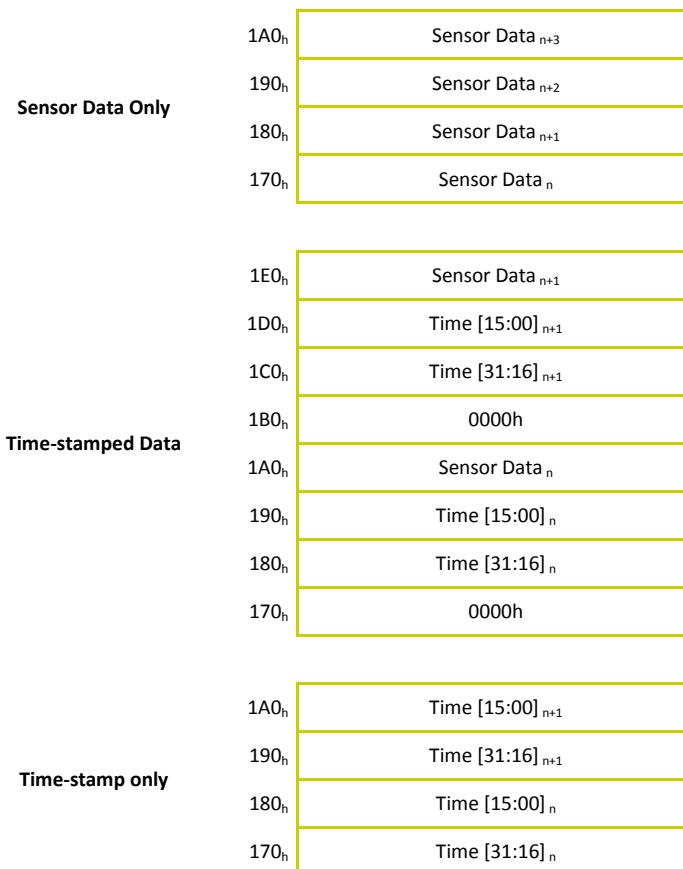 1A0h Sensor Data n+3
190h Sensor Data n+2
Sensor Data Only
180h Sensor Data n+1
170h Sensor Data n
1E0h Sensor Data n+1
1D0h Time [15:00] n+1
1C0h Time [31:16] n+1
1B0h 0000h
Time-stamped Data
1A0h Sensor Data n
190h Time [15:00] n
180h Time [31:16] n
170h 0000h
1A0h Time [15:00] n+1
190h Time [31:16] n+1
Time-stamp only
180h Time [15:00] n
170h Time [31:16] n